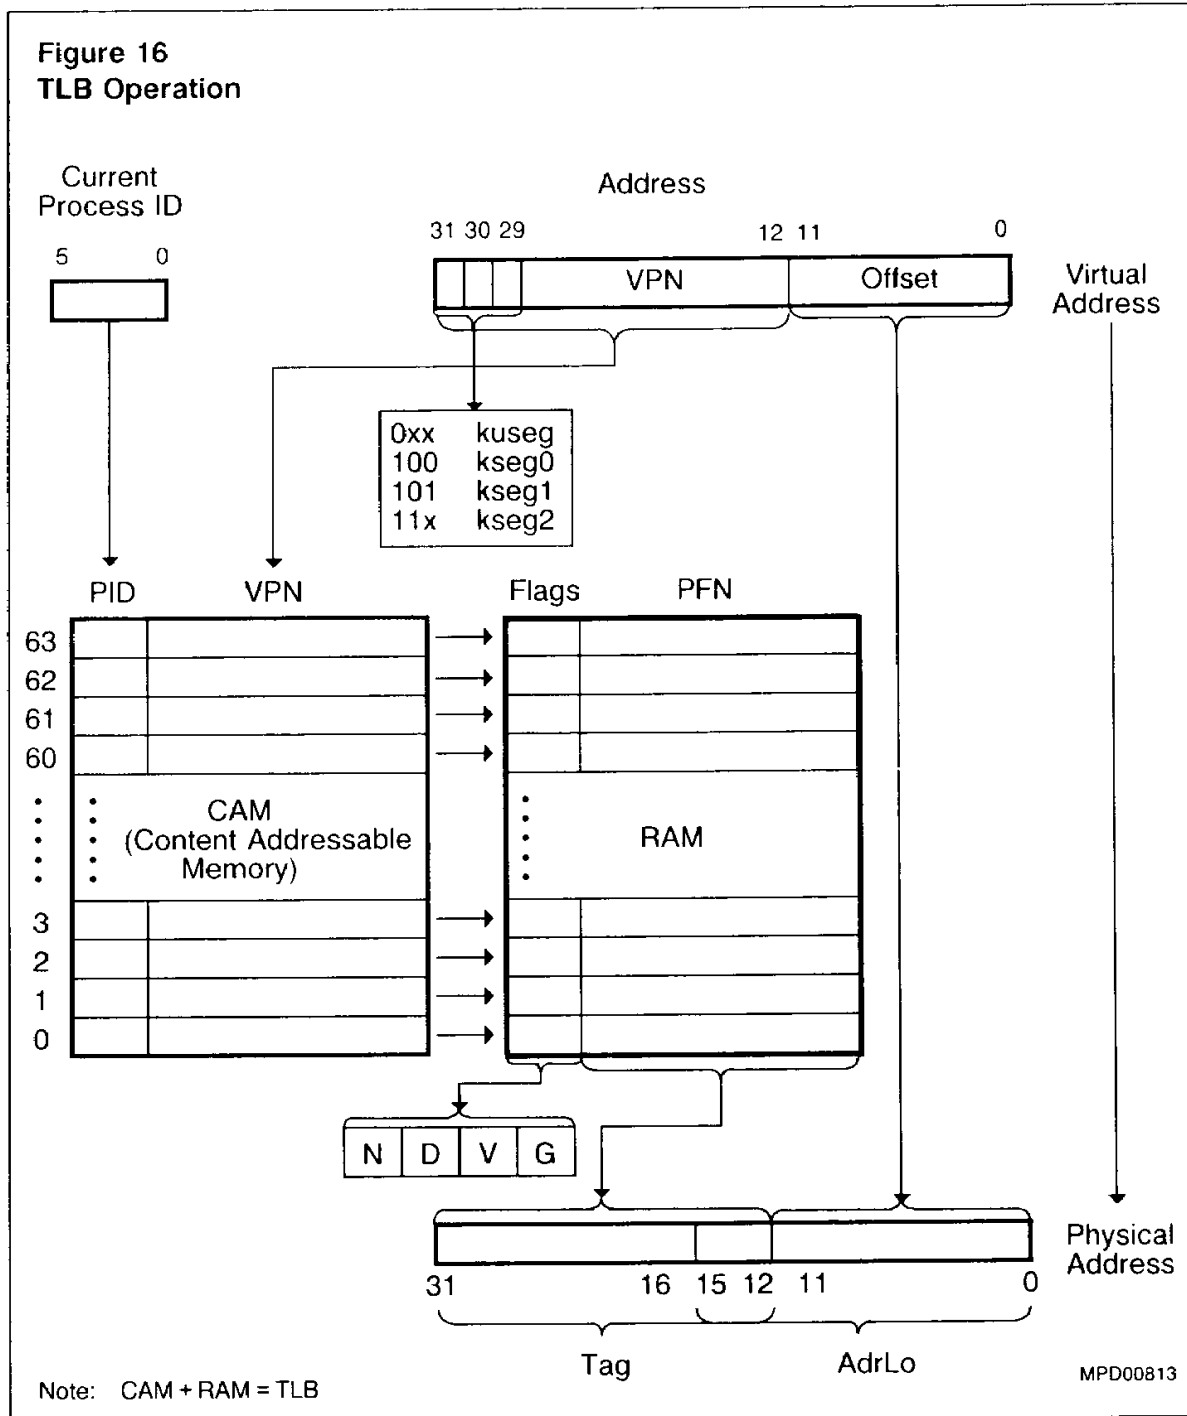 Figure 16
TLB Operation
Current
Process ID
5 0
Address
31 30 29 12 11 0
VPN Offset
Virtual
Address
0xx kuseg
100 kseg0
101 kseg1
11x kseg2
PID VPN Flags PFN
63
62
61
60
CAM
(Content Addressable
Memory)
RAM
3
2
1
0
N D V G
Physical
Address
31 16 15 12 11 0
Tag AdrLo
Note: CAM + RAM = TLB
MPD00813